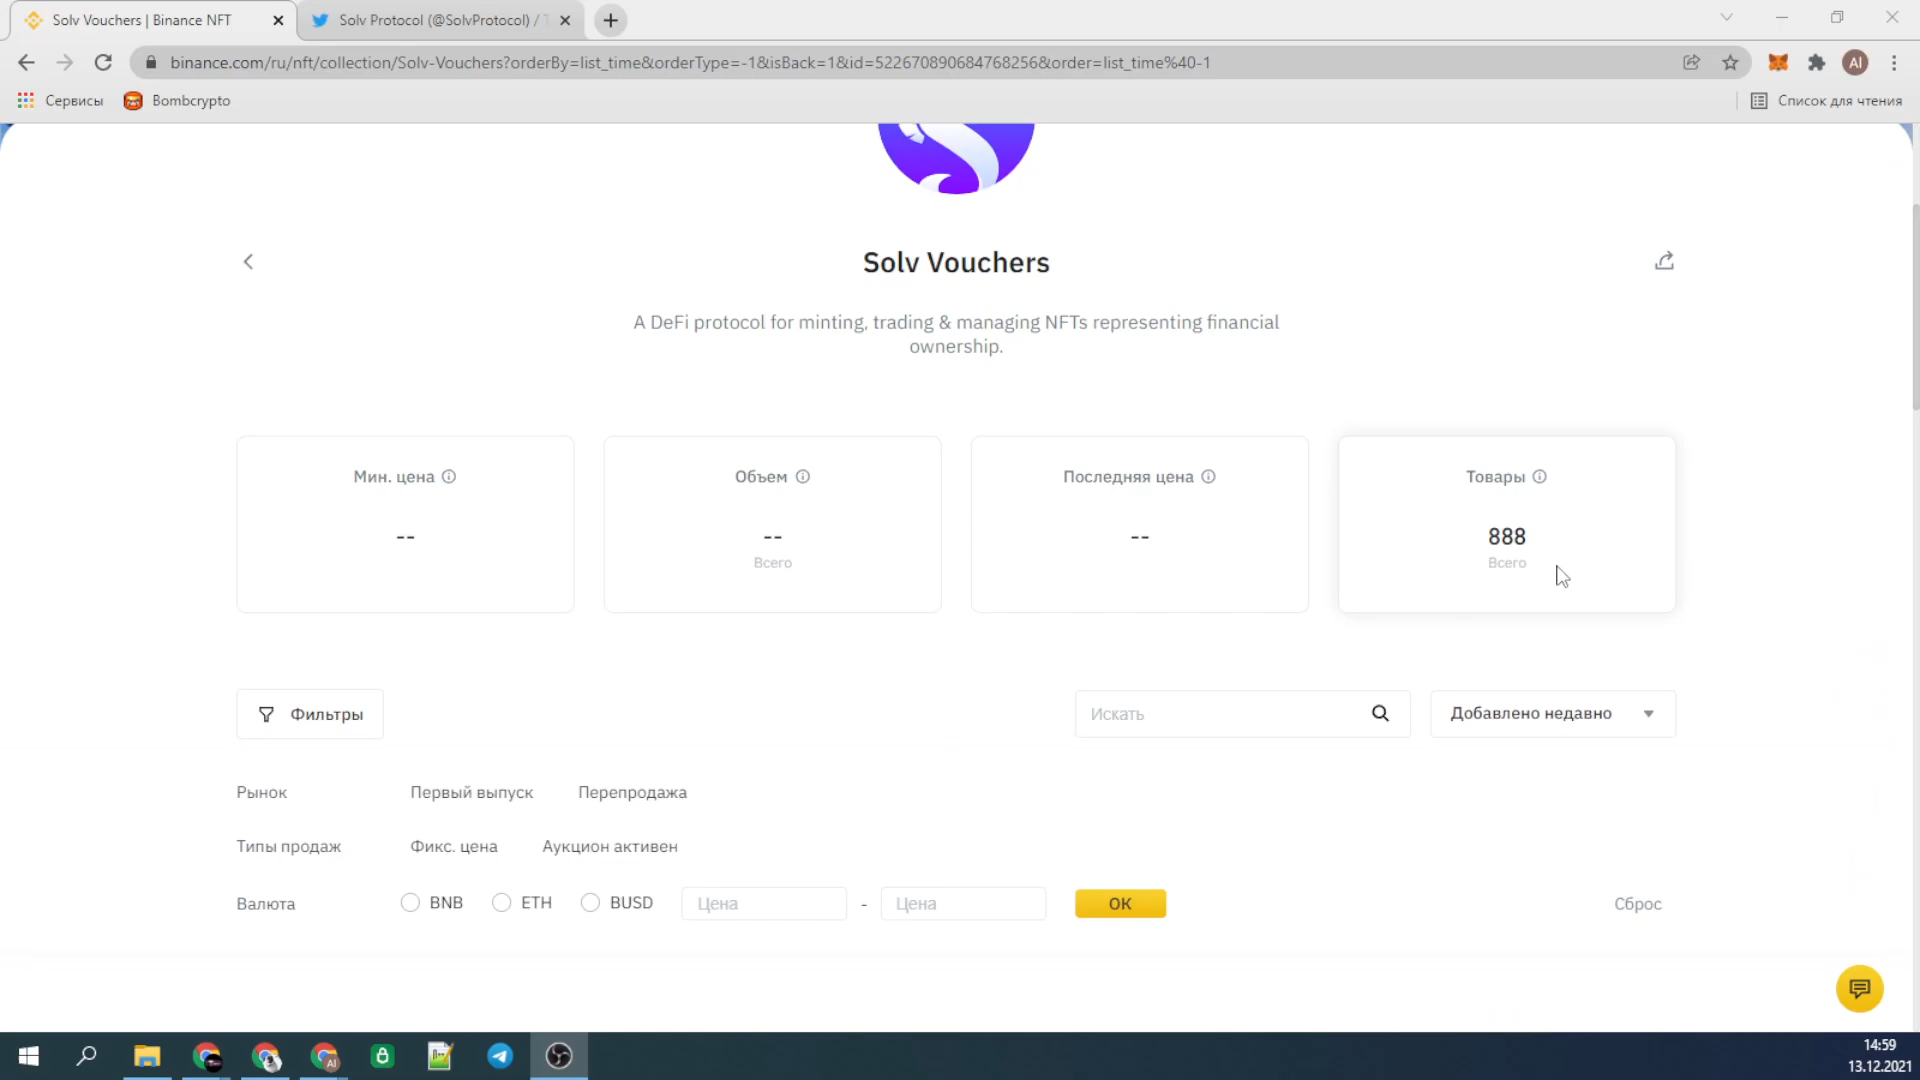 Solv Vouchers | Binance NFT
Solv Protocol (@SolvProtocol) / T
binance.com/ru/nft/collection/Solv-Vouchers?orderBy=list_time&orderType=-1&isBack=1&id=522670890684768256&order=list_time%40-1
AI
Сервисы
Bombcrypto
Список для чтения
Solv Vouchers
A DeFi protocol for minting, trading & managing NFTs representing financial
ownership.
Мин. цена
--
Объем
--
Всего
Последняя цена
--
Товары
888
Всего
Фильтры
Искать
Добавлено недавно
Рынок
Первый выпуск
Перепродажа
Типы продаж
Фикс. цена
Аукцион активен
Валюта
BNB
ETH
BUSD
Цена
-
Цена
OK
Сброс
AI
14:59
13.12.2021